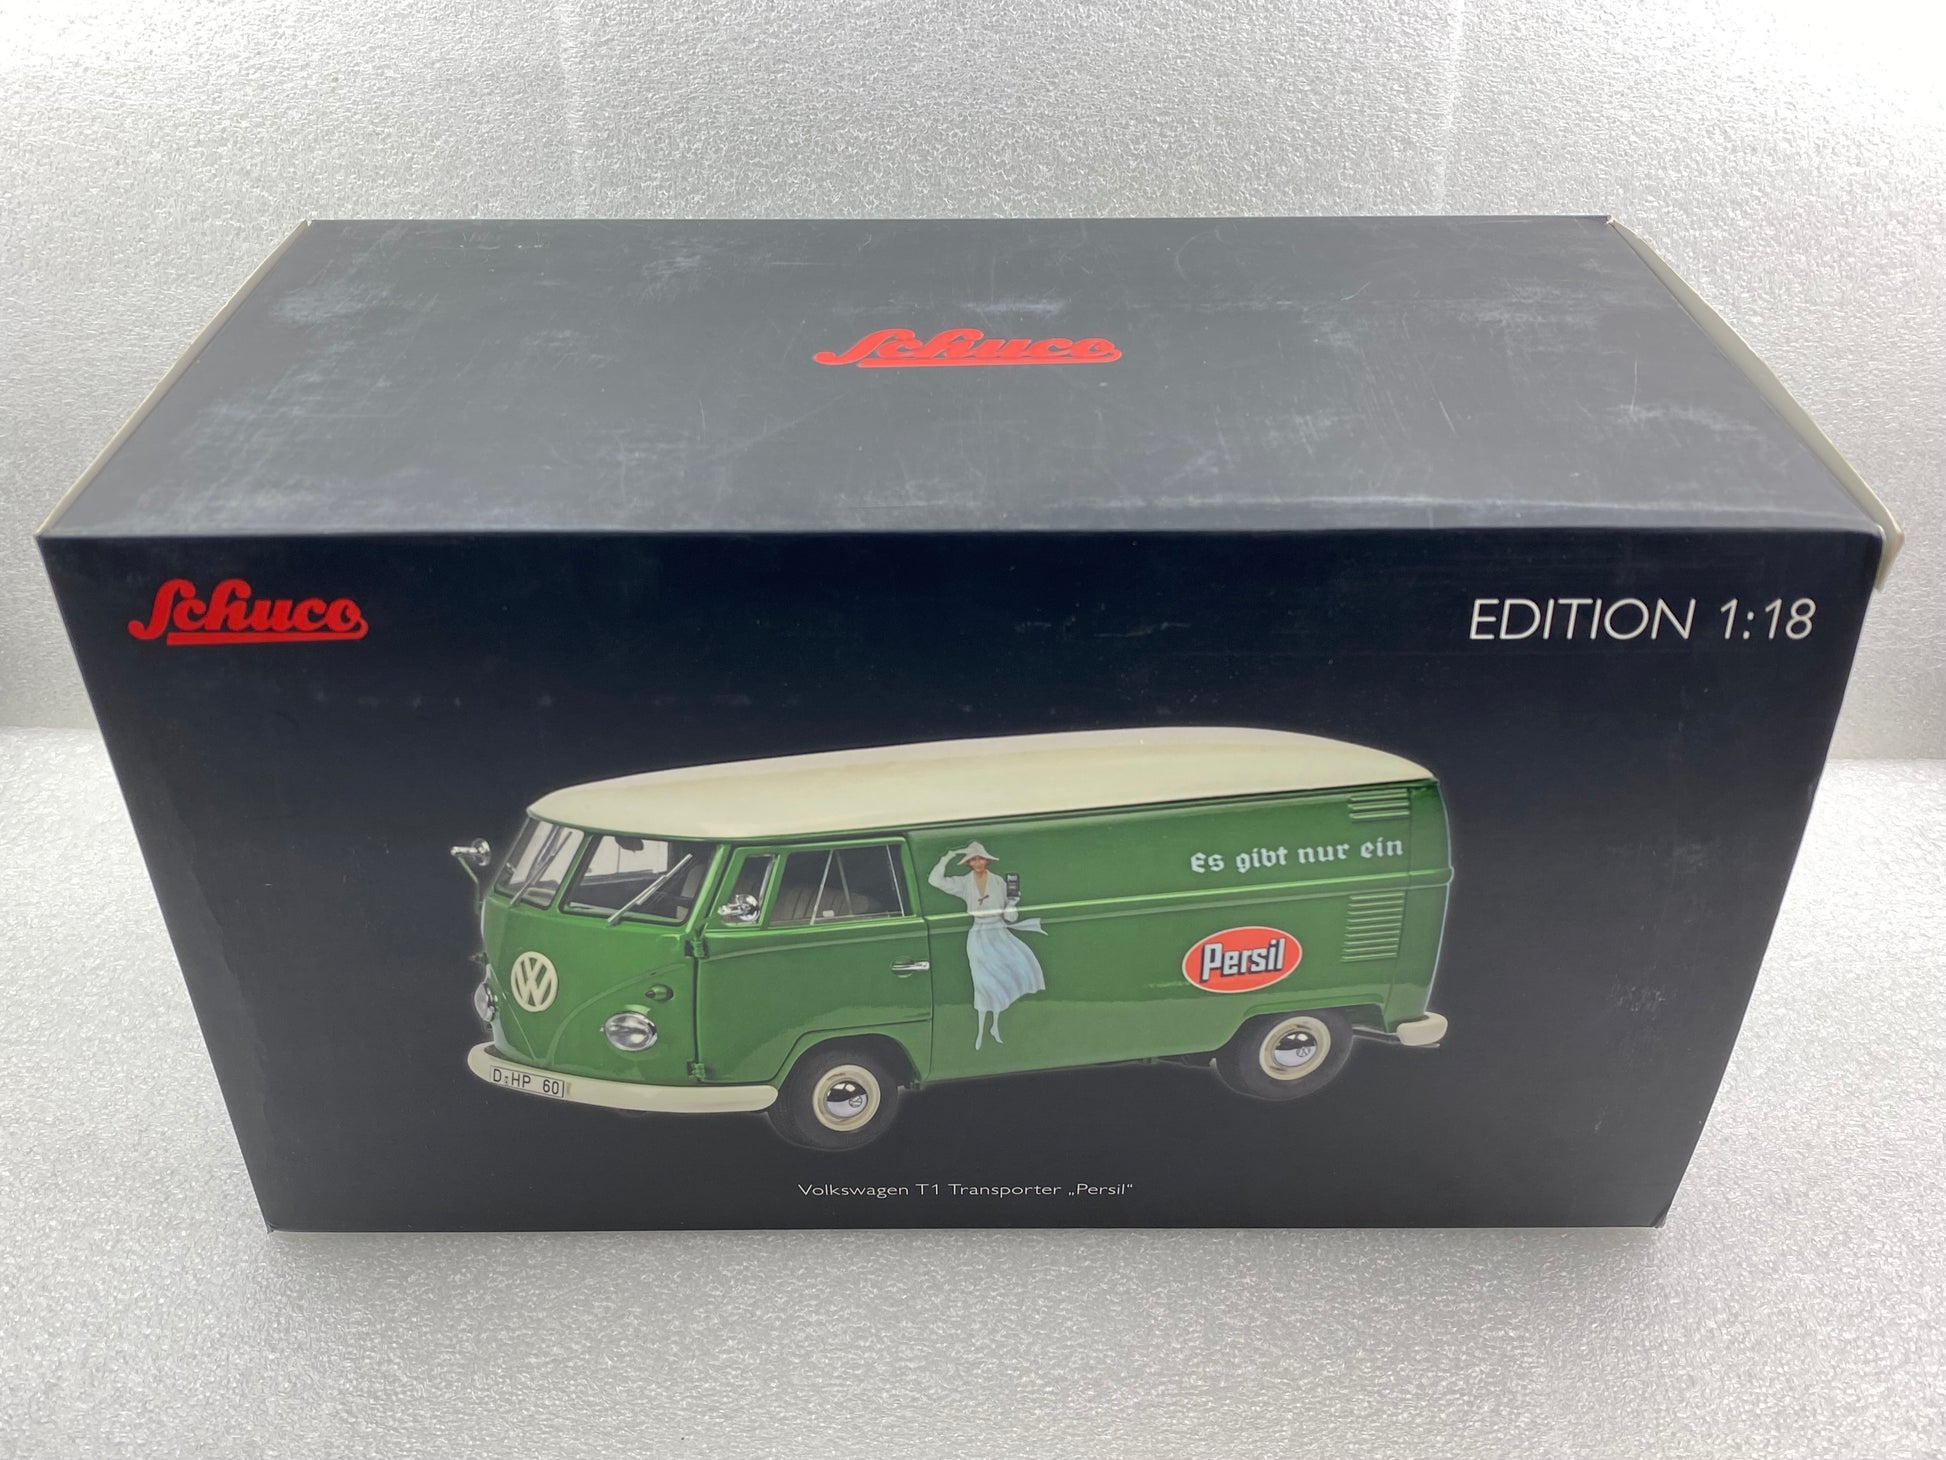 Schuco
Schuco
EDITION 1:18
Es gibt nur ein
Persil
D HP 60
Volkswagen T1 Transporter „Persil“